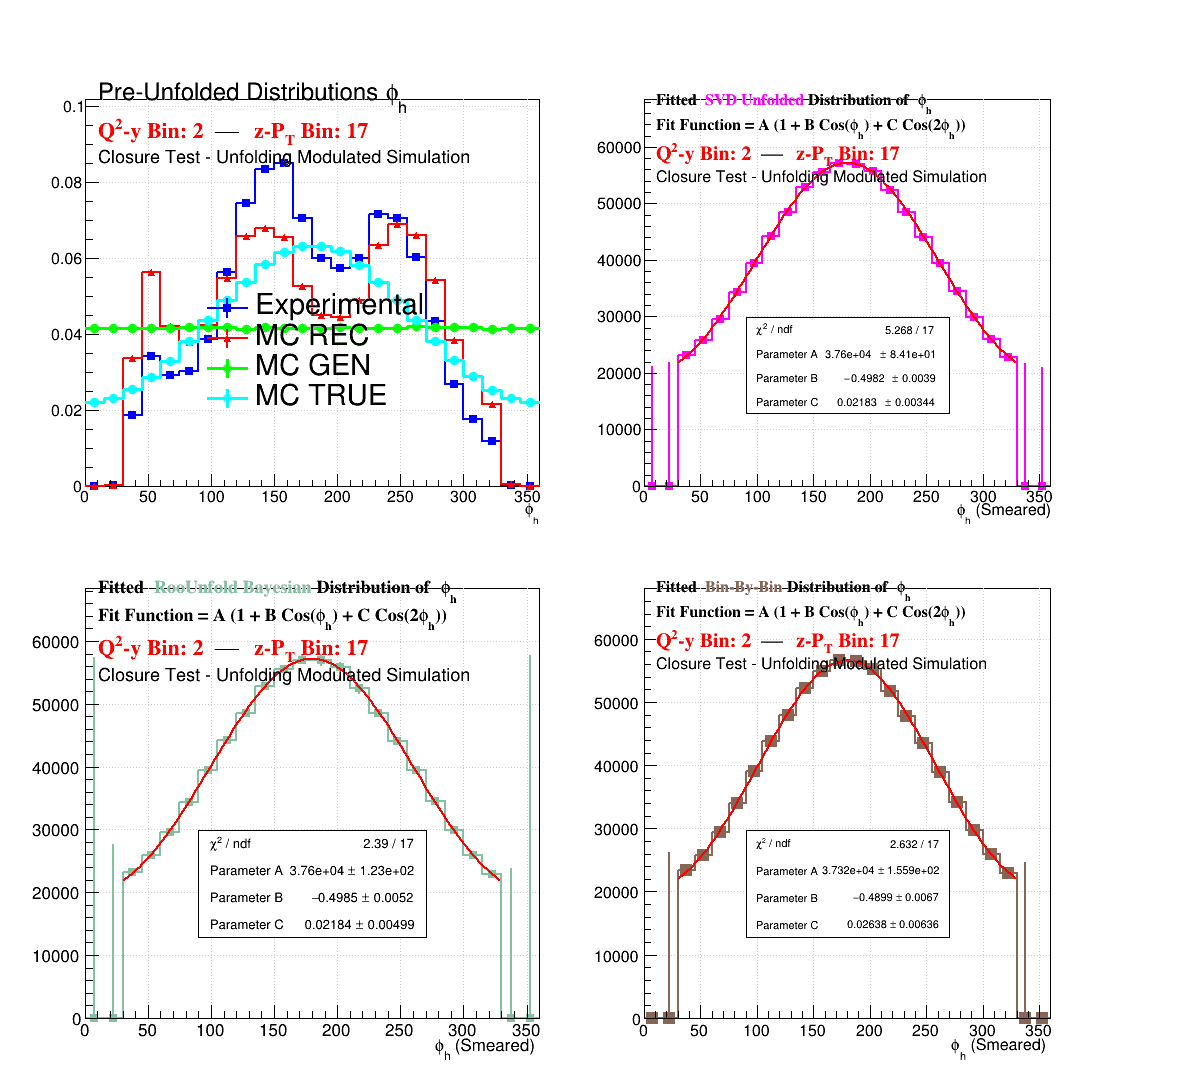 Pre-Unfolded Distributions ϕh
Q²-y Bin: 2 — z-PT Bin: 17
Closure Test - Unfolding Modulated Simulation
0.1
0.08
0.06
0.04
0.02
0
Experimental
MC REC
MC GEN
MC TRUE
0 50 100 150 200 250 300 350
ϕh
Fitted SVD Unfolded Distribution of ϕh
Fit Function = A (1 + B Cos(ϕh) + C Cos(2ϕh))
Q²-y Bin: 2 — z-PT Bin: 17
Closure Test - Unfolding Modulated Simulation
60000
50000
40000
30000
20000
10000
0
χ² / ndf 5.268 / 17
Parameter A 3.76e+04 ± 8.41e+01
Parameter B −0.4982 ± 0.0039
Parameter C 0.02183 ± 0.00344
0 50 100 150 200 250 300 350
ϕh (Smeared)
Fitted RooUnfold Bayesian Distribution of ϕh
Fit Function = A (1 + B Cos(ϕh) + C Cos(2ϕh))
Q²-y Bin: 2 — z-PT Bin: 17
Closure Test - Unfolding Modulated Simulation
60000
50000
40000
30000
20000
10000
0
χ² / ndf 2.39 / 17
Parameter A 3.76e+04 ± 1.23e+02
Parameter B −0.4985 ± 0.0052
Parameter C 0.02184 ± 0.00499
0 50 100 150 200 250 300 350
ϕh (Smeared)
Fitted Bin-By-Bin Distribution of ϕh
Fit Function = A (1 + B Cos(ϕh) + C Cos(2ϕh))
Q²-y Bin: 2 — z-PT Bin: 17
Closure Test - Unfolding Modulated Simulation
60000
50000
40000
30000
20000
10000
0
χ² / ndf 2.632 / 17
Parameter A 3.732e+04 ± 1.559e+02
Parameter B −0.4899 ± 0.0067
Parameter C 0.02638 ± 0.00636
0 50 100 150 200 250 300 350
ϕh (Smeared)